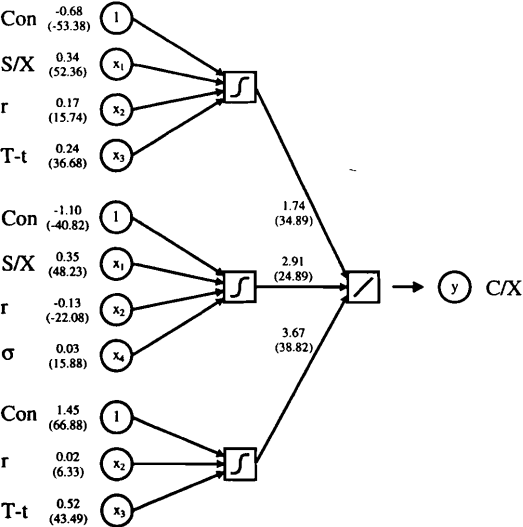 Con -0.68 (-53.38) 1
S/X 0.34 (52.36) x₁
r 0.17 (15.74) x₂
T-t 0.24 (36.68) x₃
1.74
(34.89)
Con -1.10 (-40.82) 1
S/X 0.35 (48.23) x₁
2.91
(24.89)
y C/X
r -0.13 (-22.08) x₂
σ 0.03 (15.88) x₄
3.67
(38.82)
Con 1.45 (66.88) 1
r 0.02 (6.33) x₂
T-t 0.52 (43.49) x₃